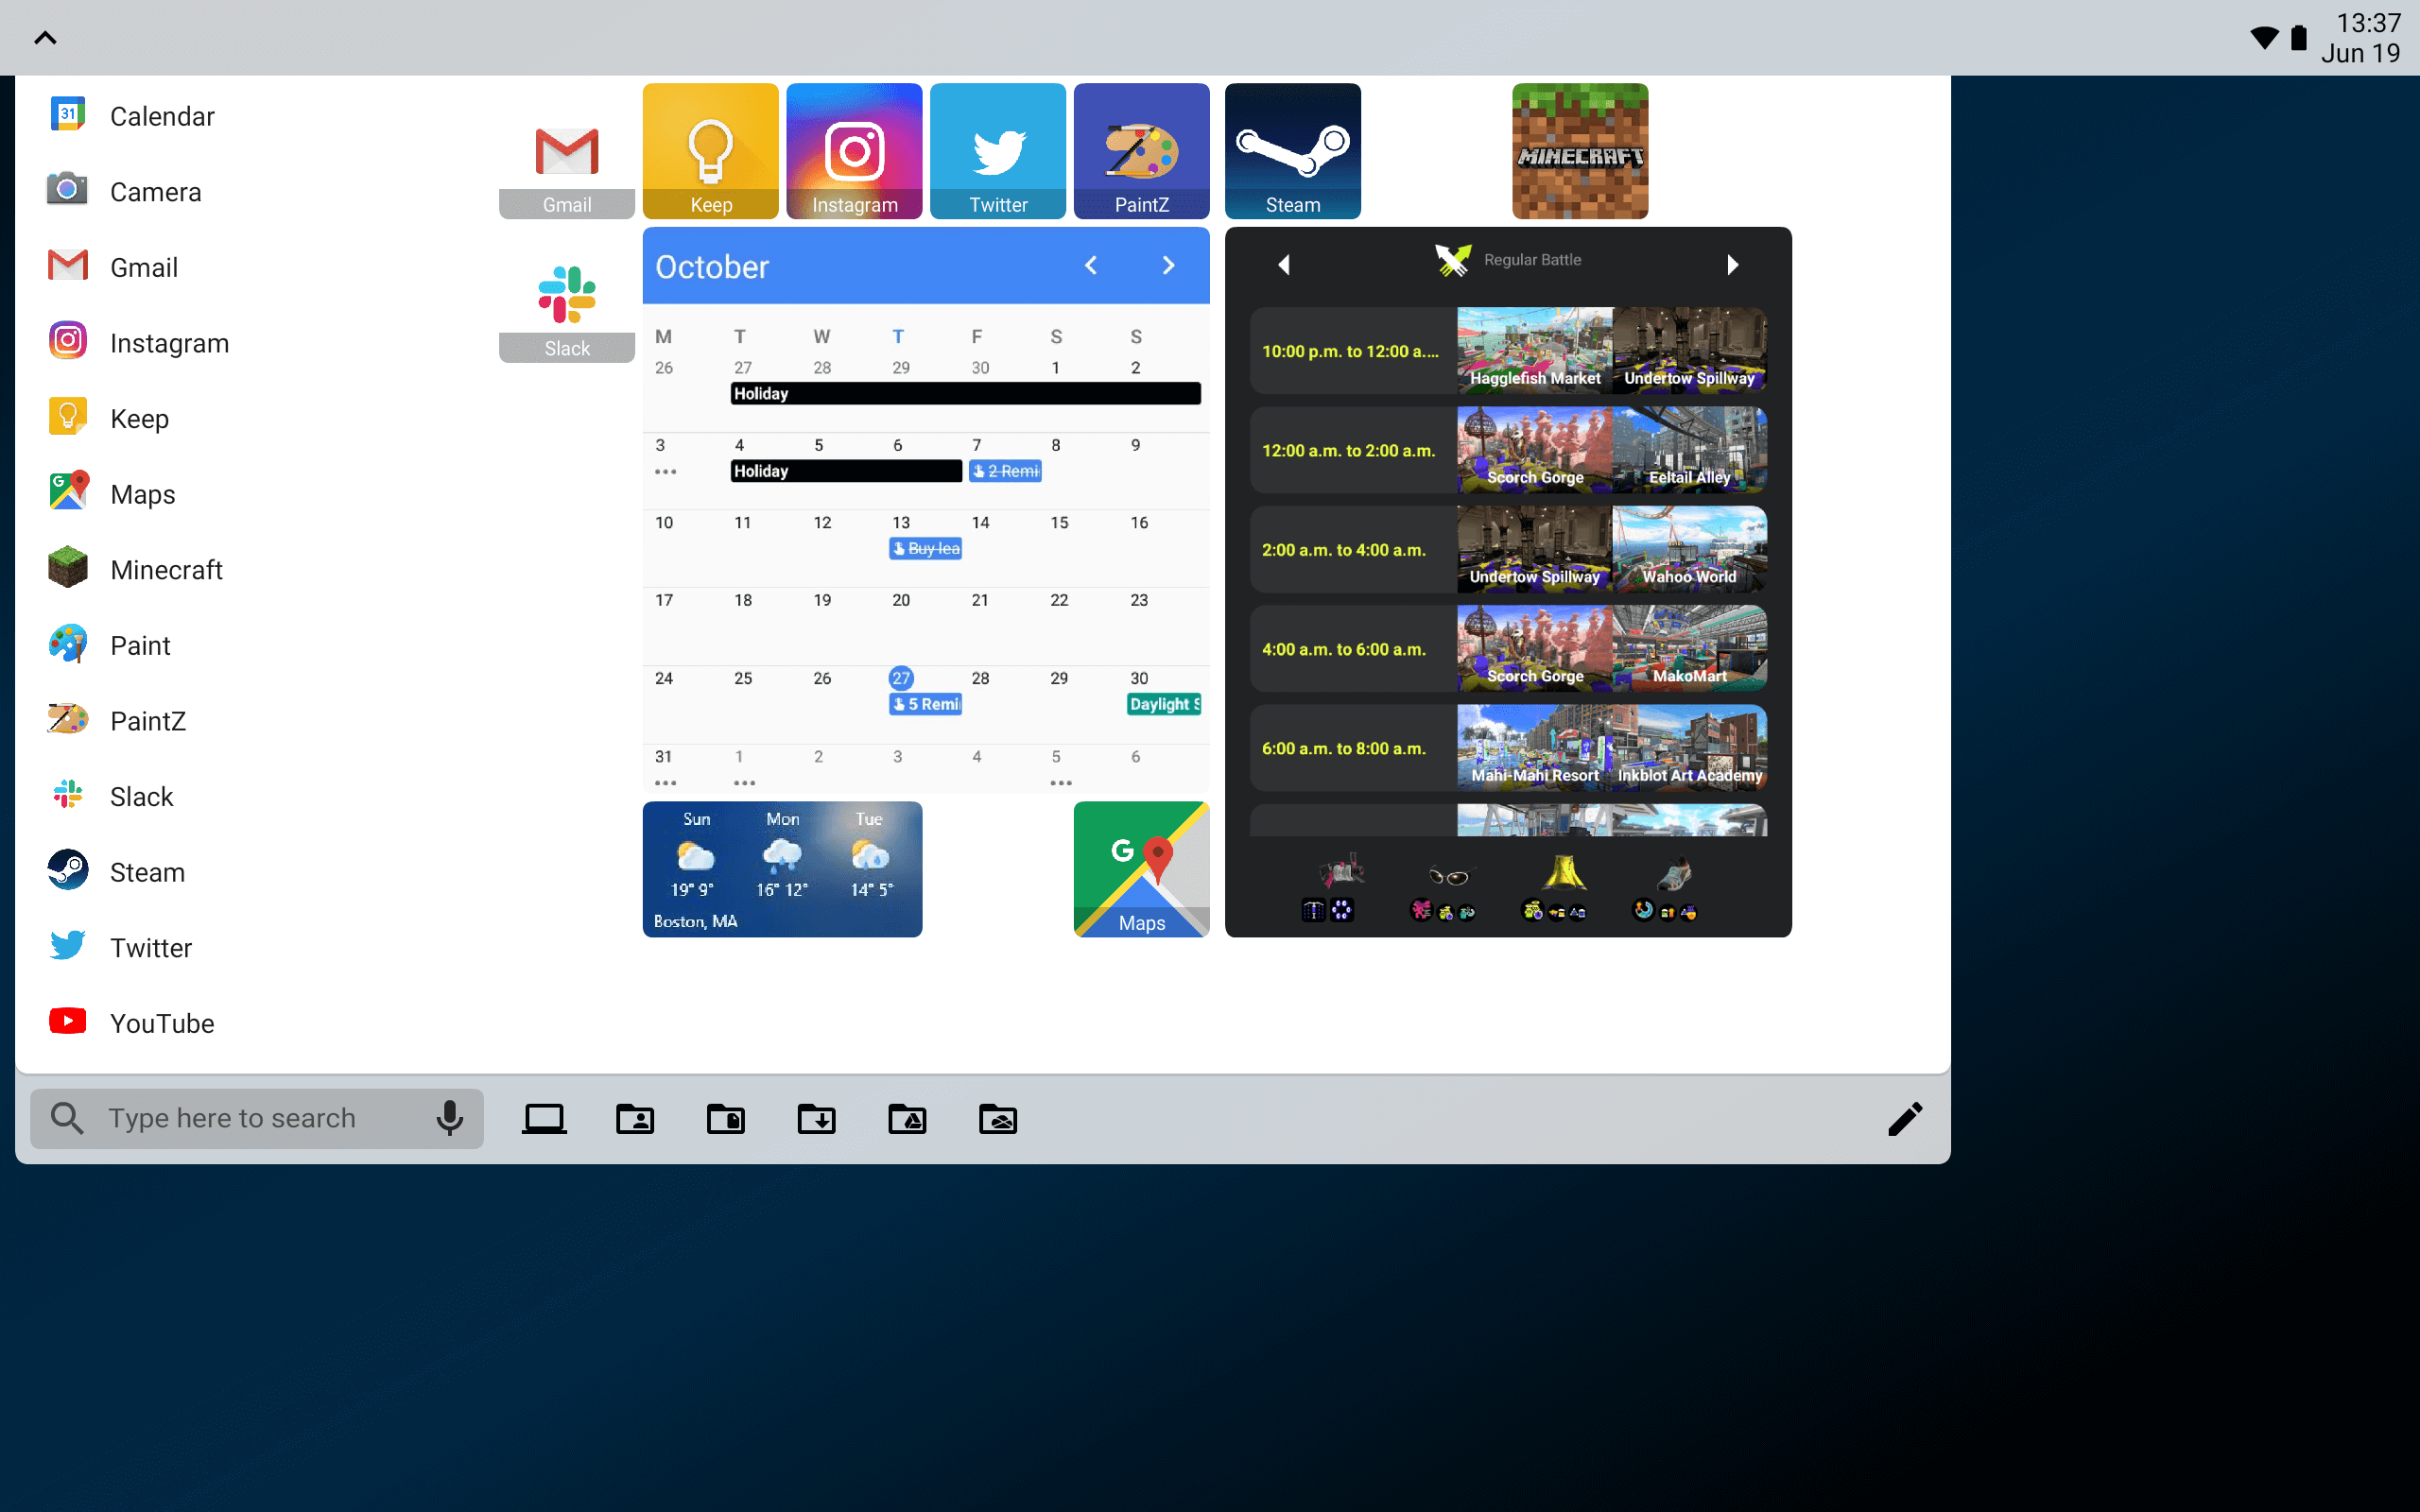 13:37
Jun 19
31
Calendar
Camera
Gmail
Instagram
Keep
G
Maps
Minecraft
Paint
PaintZ
Slack
Steam
Twitter
YouTube
Gmail
Keep
Instagram
Twitter
PaintZ
Steam
MINECRAFT
Slack
October
M T W T F S S
26 27 28 29 30 1 2
Holiday
3 4 5 6 7 8 9
••• Holiday 2 Remi
10 11 12 13 14 15 16
Buy lea
17 18 19 20 21 22 23
24 25 26 27 28 29 30
5 Remi Daylight S
31 1 2 3 4 5 6
••• ••• •••
Sun Mon Tue
19° 9° 16° 12° 14° 5°
Boston, MA
G
Maps
Regular Battle
10:00 p.m. to 12:00 a.… Hagglefish Market Undertow Spillway
12:00 a.m. to 2:00 a.m. Scorch Gorge Eeltail Alley
2:00 a.m. to 4:00 a.m. Undertow Spillway Wahoo World
4:00 a.m. to 6:00 a.m. Scorch Gorge MakoMart
6:00 a.m. to 8:00 a.m. Mahi-Mahi Resort Inkblot Art Academy
Type here to search